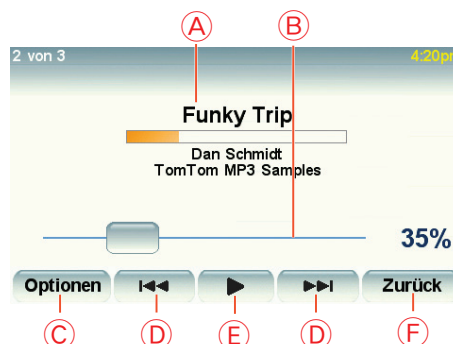 A B
2 von 3 4:20pm
Funky Trip
Dan Schmidt
TomTom MP3 Samples
35%
Optionen Zurück
C D E D F